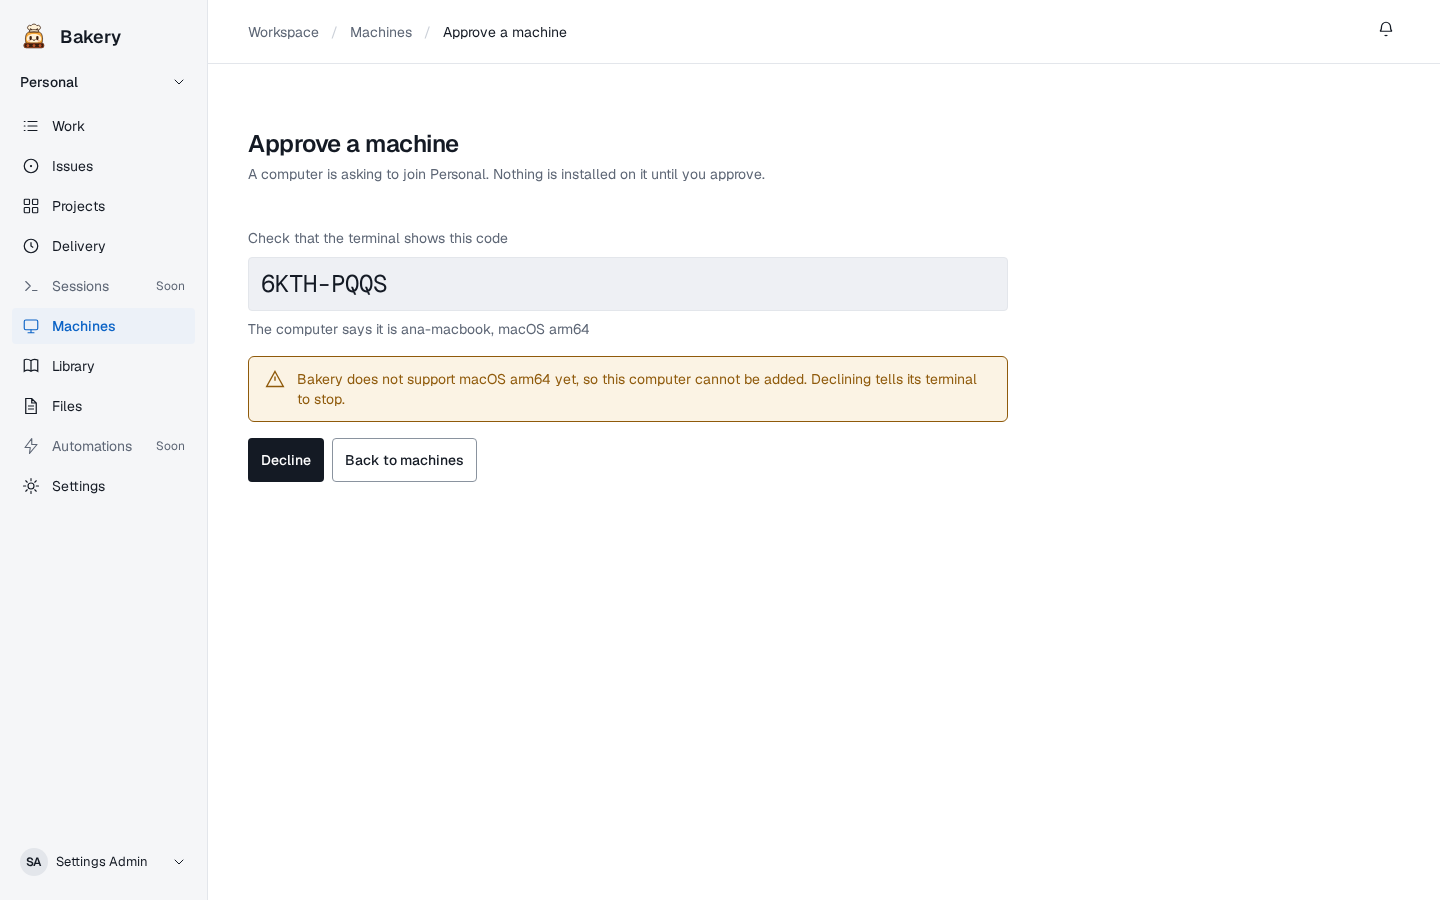 Bakery
Personal
Work
Issues
Projects
Delivery
Sessions Soon
Machines
Library
Files
Automations Soon
Settings
SA Settings Admin
Workspace / Machines / Approve a machine
Approve a machine
A computer is asking to join Personal. Nothing is installed on it until you approve.
Check that the terminal shows this code
6KTH-PQQS
The computer says it is ana-macbook, macOS arm64
Bakery does not support macOS arm64 yet, so this computer cannot be added. Declining tells its terminal
to stop.
Decline Back to machines